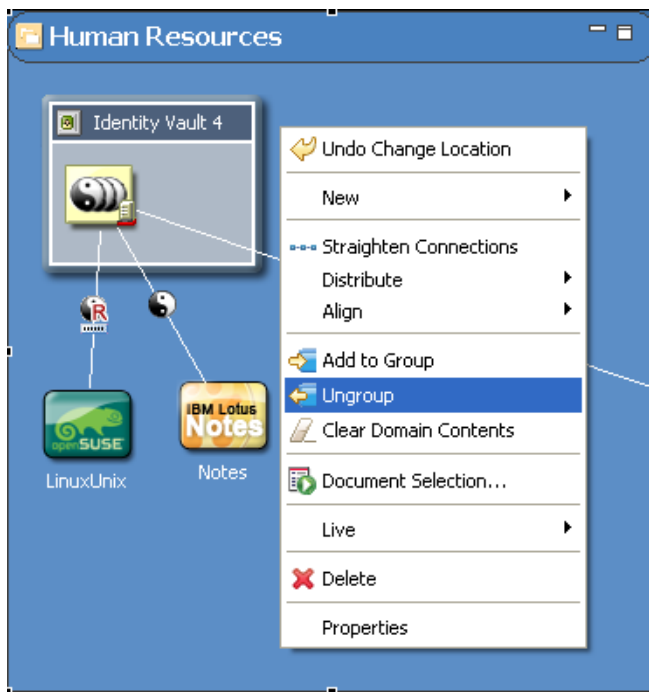 Human Resources
Identity Vault 4
R
openSUSE
LinuxUnix
IBM Lotus
Notes
Notes
Undo Change Location
New
Straighten Connections
Distribute
Align
Add to Group
Ungroup
Clear Domain Contents
Document Selection...
Live
Delete
Properties